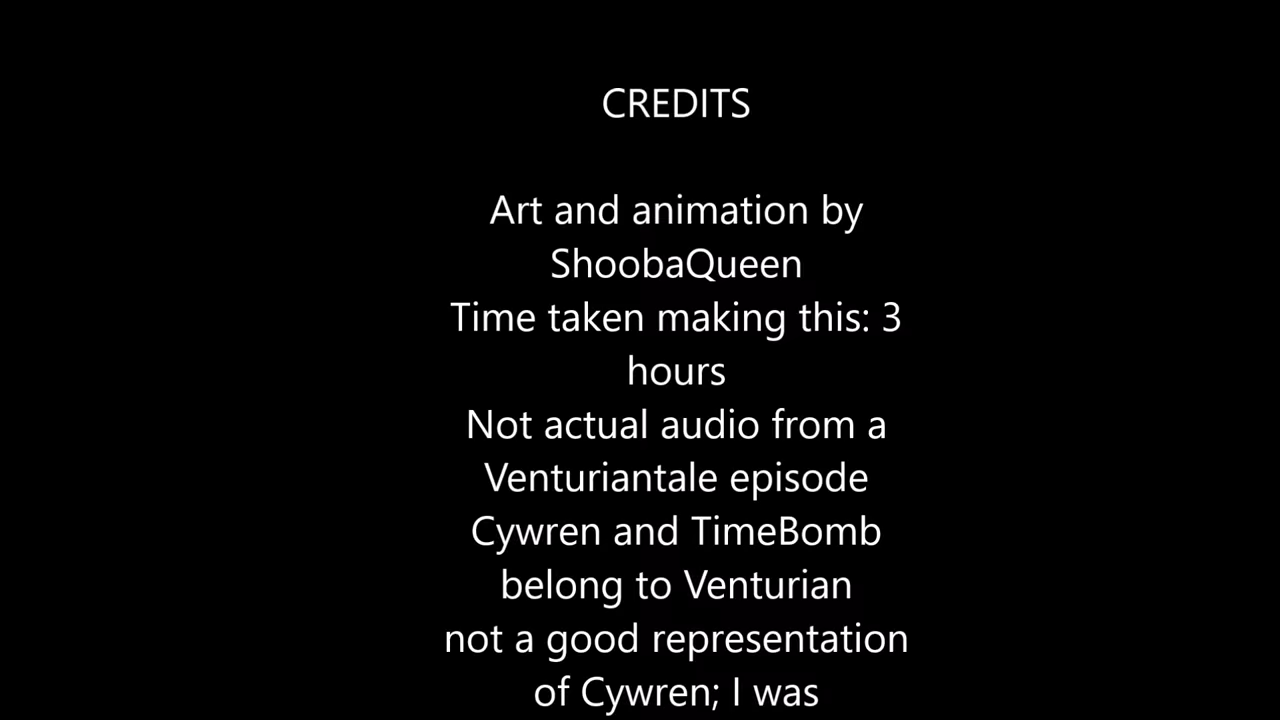 CREDITS
Art and animation by
ShoobaQueen
Time taken making this: 3
hours
Not actual audio from a
Venturiantale episode
Cywren and TimeBomb
belong to Venturian
not a good representation
of Cywren; I was